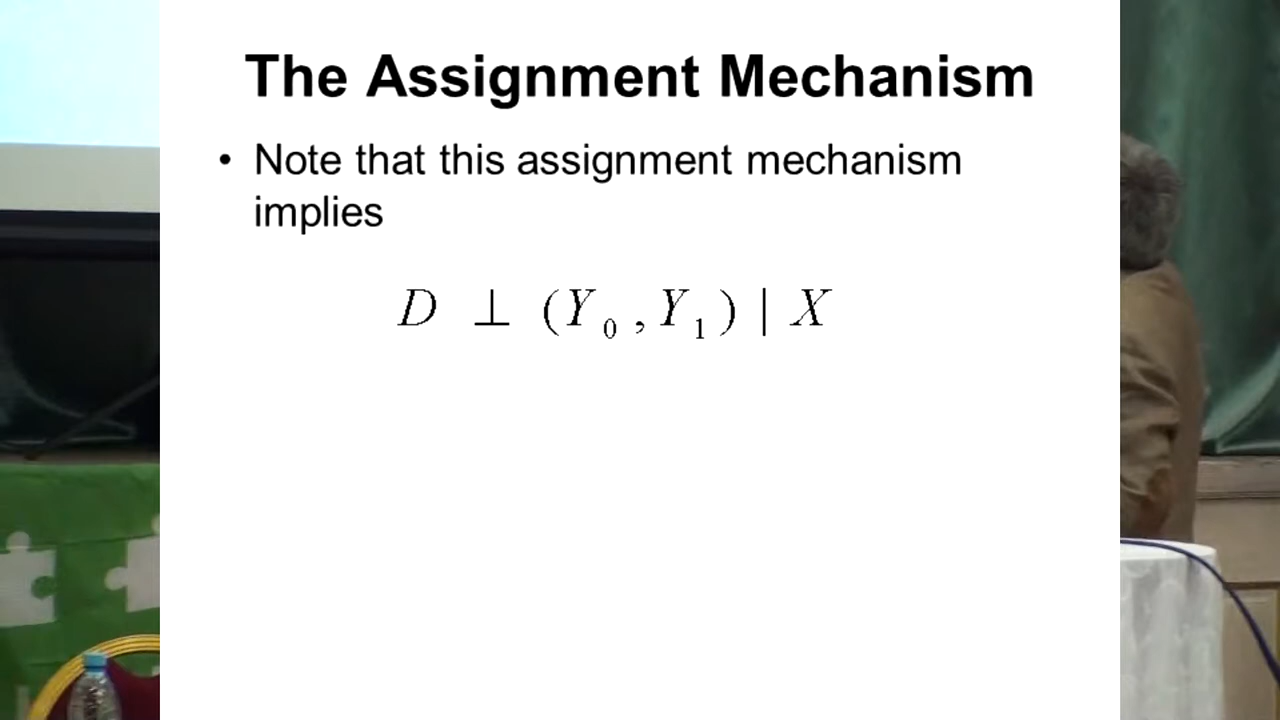 The Assignment Mechanism
• Note that this assignment mechanism
implies
D ⊥ (Y₀, Y₁) | X